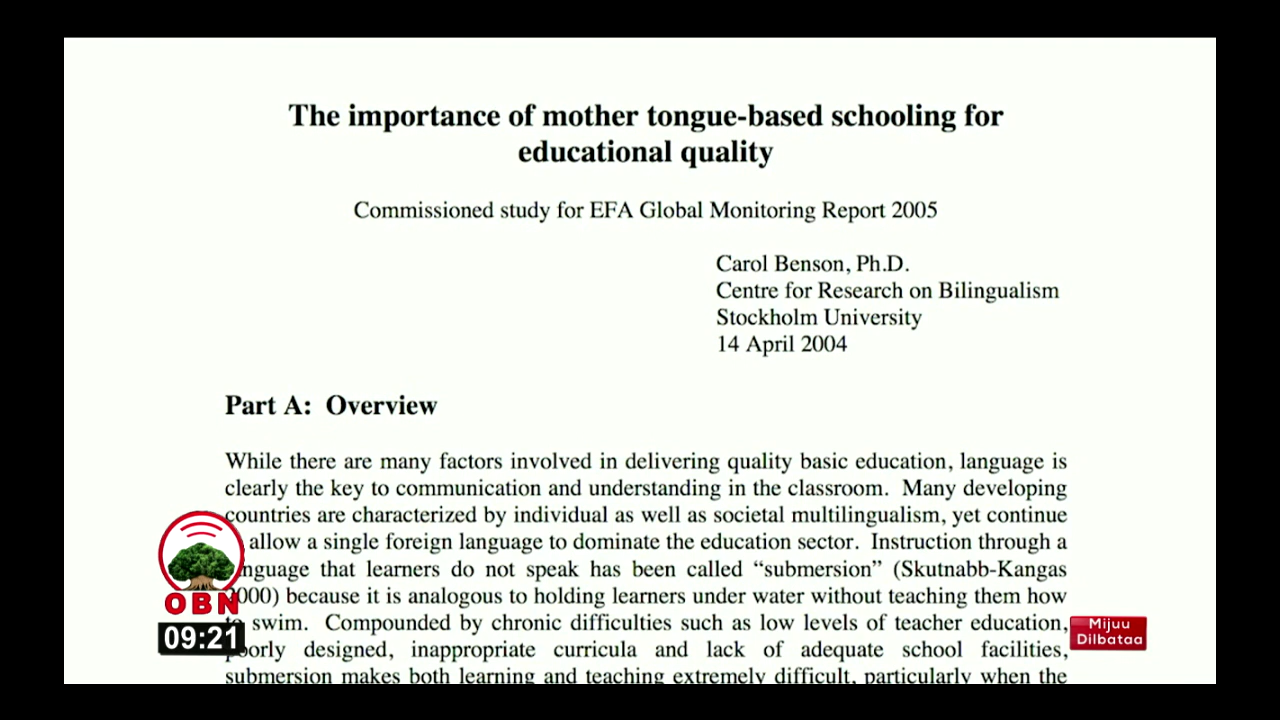 The importance of mother tongue-based schooling for
educational quality
Commissioned study for EFA Global Monitoring Report 2005
Carol Benson, Ph.D.
Centre for Research on Bilingualism
Stockholm University
14 April 2004
Part A: Overview
While there are many factors involved in delivering quality basic education, language is
clearly the key to communication and understanding in the classroom. Many developing
countries are characterized by individual as well as societal multilingualism, yet continue
allow a single foreign language to dominate the education sector. Instruction through a
language that learners do not speak has been called “submersion” (Skutnabb-Kangas
2000) because it is analogous to holding learners under water without teaching them how
to swim. Compounded by chronic difficulties such as low levels of teacher education,
poorly designed, inappropriate curricula and lack of adequate school facilities,
submersion makes both learning and teaching extremely difficult, particularly when the
OBN
09:21
Mijuu
Dilbataa